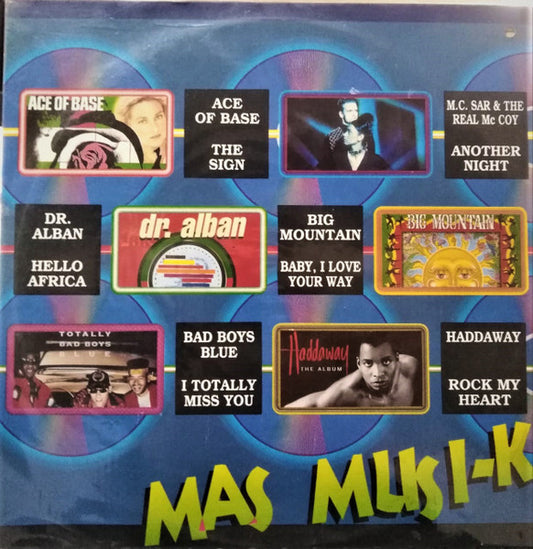 ACE OF BASE
ACE
OF BASE
THE
SIGN
M.C. SAR & THE
REAL Mc COY
ANOTHER
NIGHT
DR.
ALBAN
HELLO
AFRICA
dr. alban
BIG
MOUNTAIN
BABY, I LOVE
YOUR WAY
BIG MOUNTAIN
TOTALLY
BAD BOYS
BLUE
BAD BOYS
BLUE
I TOTALLY
MISS YOU
Haddaway
THE ALBUM
HADDAWAY
ROCK MY
HEART
MAS MUSI-K